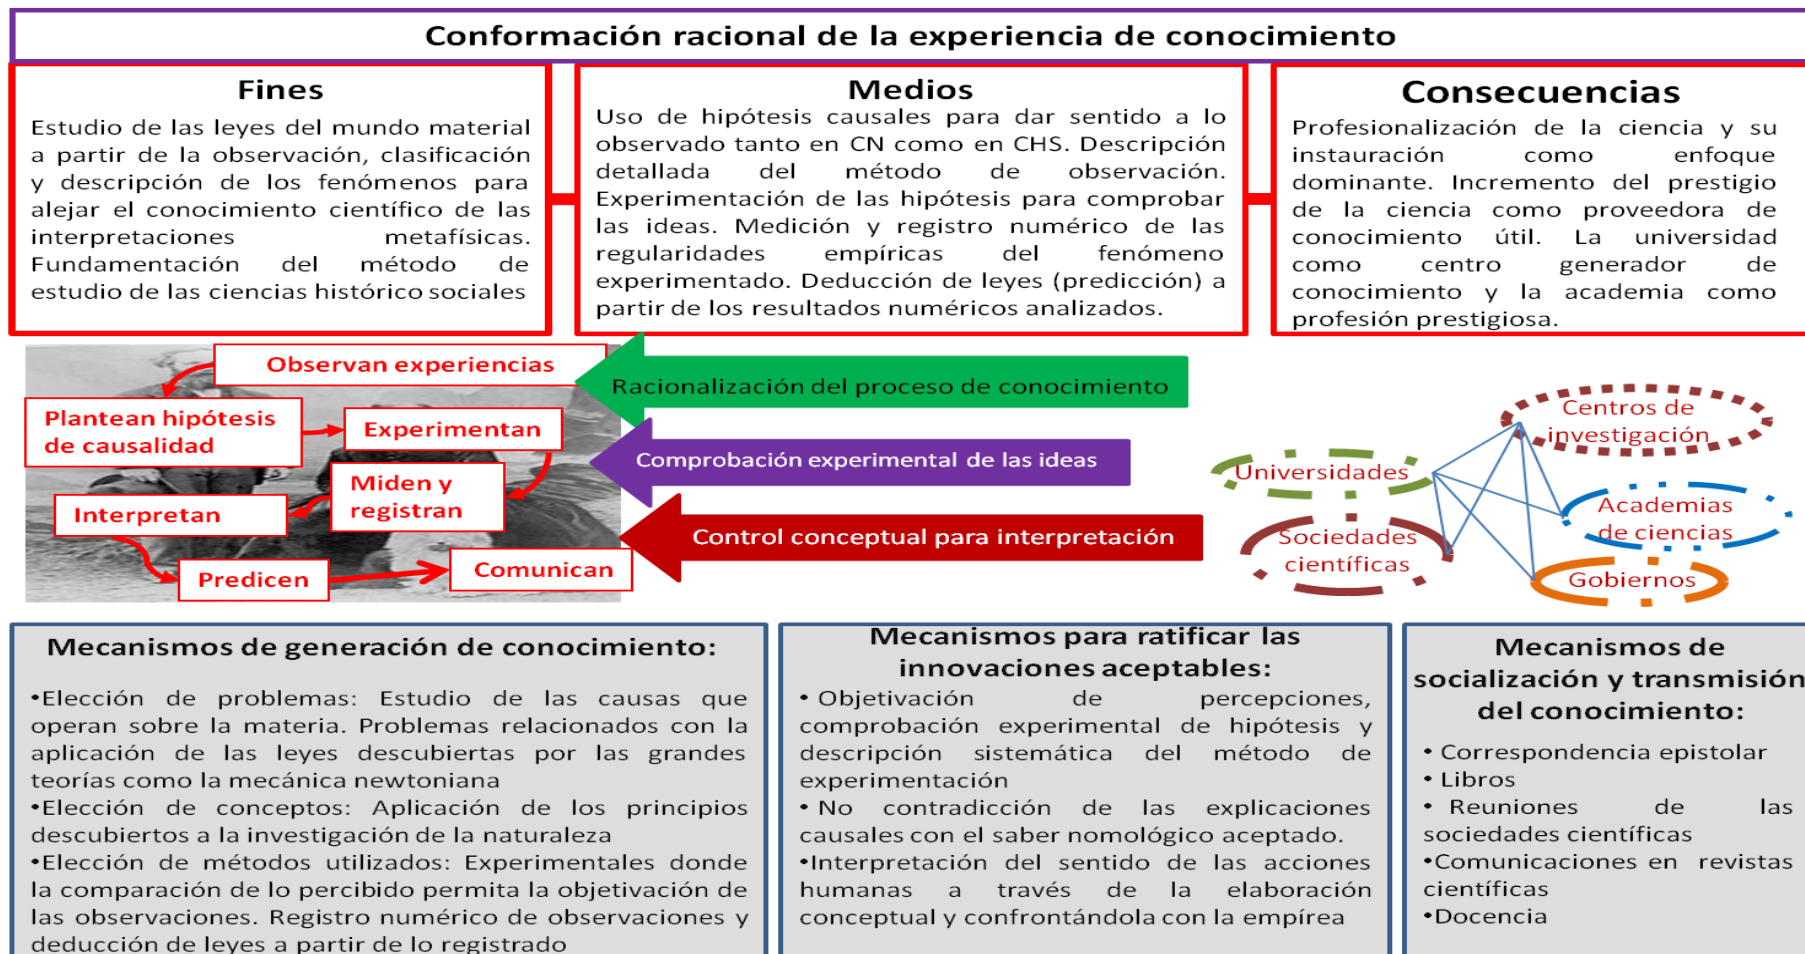 Conformación racional de la experiencia de conocimiento
Fines
Estudio de las leyes del mundo material
a partir de la observación, clasificación
y descripción de los fenómenos para
alejar el conocimiento científico de las
interpretaciones metafísicas.
Fundamentación del método de
estudio de las ciencias histórico sociales
Medios
Uso de hipótesis causales para dar sentido a lo
observado tanto en CN como en CHS. Descripción
detallada del método de observación.
Experimentación de las hipótesis para comprobar
las ideas. Medición y registro numérico de las
regularidades empíricas del fenómeno
experimentado. Deducción de leyes (predicción) a
partir de los resultados numéricos analizados.
Consecuencias
Profesionalización de la ciencia y su
instauración como enfoque
dominante. Incremento del prestigio
de la ciencia como proveedora de
conocimiento útil. La universidad
como centro generador de
conocimiento y la academia como
profesión prestigiosa.
Observan experiencias
Plantean hipótesis
de causalidad
Experimentan
Miden y
registran
Interpretan
Predicen
Comunican
Racionalización del proceso de conocimiento
Comprobación experimental de las ideas
Control conceptual para interpretación
Centros de
investigación
Universidades
Academias
de ciencias
Sociedades
científicas
Gobiernos
Mecanismos de generación de conocimiento:
•Elección de problemas: Estudio de las causas que
operan sobre la materia. Problemas relacionados con la
aplicación de las leyes descubiertas por las grandes
teorías como la mecánica newtoniana
•Elección de conceptos: Aplicación de los principios
descubiertos a la investigación de la naturaleza
•Elección de métodos utilizados: Experimentales donde
la comparación de lo percibido permita la objetivación de
las observaciones. Registro numérico de observaciones y
deducción de leyes a partir de lo registrado
Mecanismos para ratificar las
innovaciones aceptables:
• Objetivación de percepciones,
comprobación experimental de hipótesis y
descripción sistemática del método de
experimentación
• No contradicción de las explicaciones
causales con el saber nomológico aceptado.
•Interpretación del sentido de las acciones
humanas a través de la elaboración
conceptual y confrontándola con la empírea
Mecanismos de
socialización y transmisión
del conocimiento:
• Correspondencia epistolar
• Libros
• Reuniones de las
sociedades científicas
•Comunicaciones en revistas
científicas
•Docencia